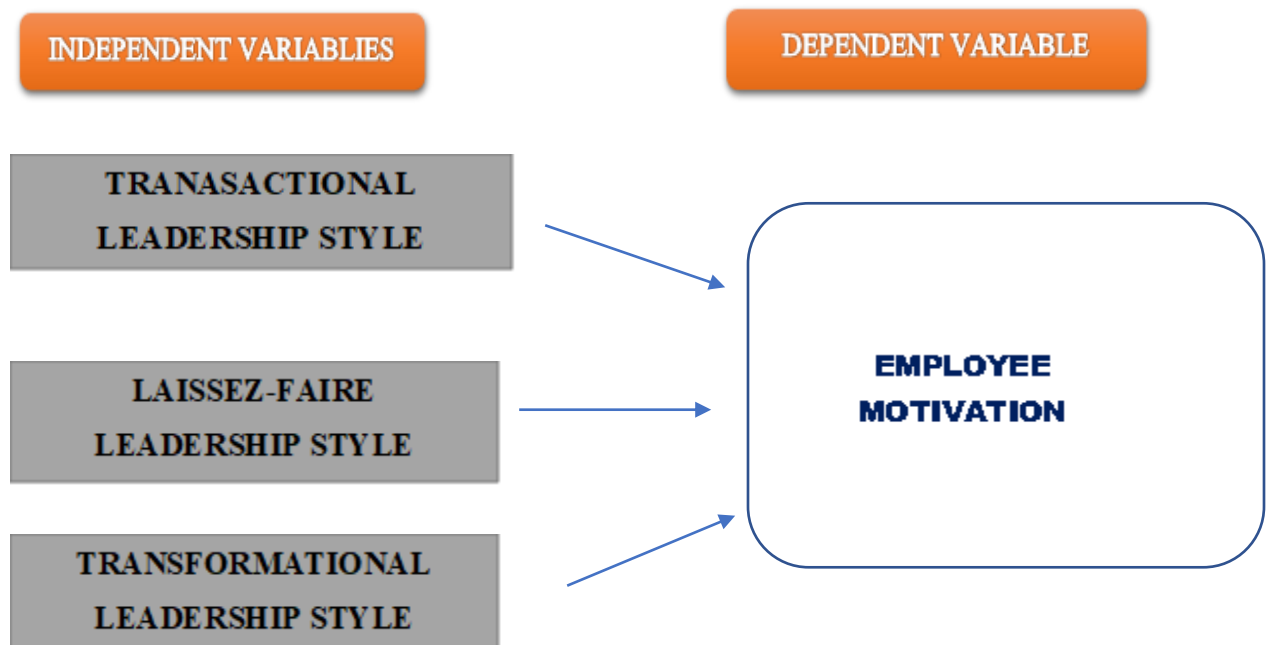 INDEPENDENT VARIABLIES
DEPENDENT VARIABLE
TRANASACTIONAL
LEADERSHIP STYLE
LAISSEZ-FAIRE
LEADERSHIP STYLE
TRANSFORMATIONAL
LEADERSHIP STYLE
EMPLOYEE
MOTIVATION